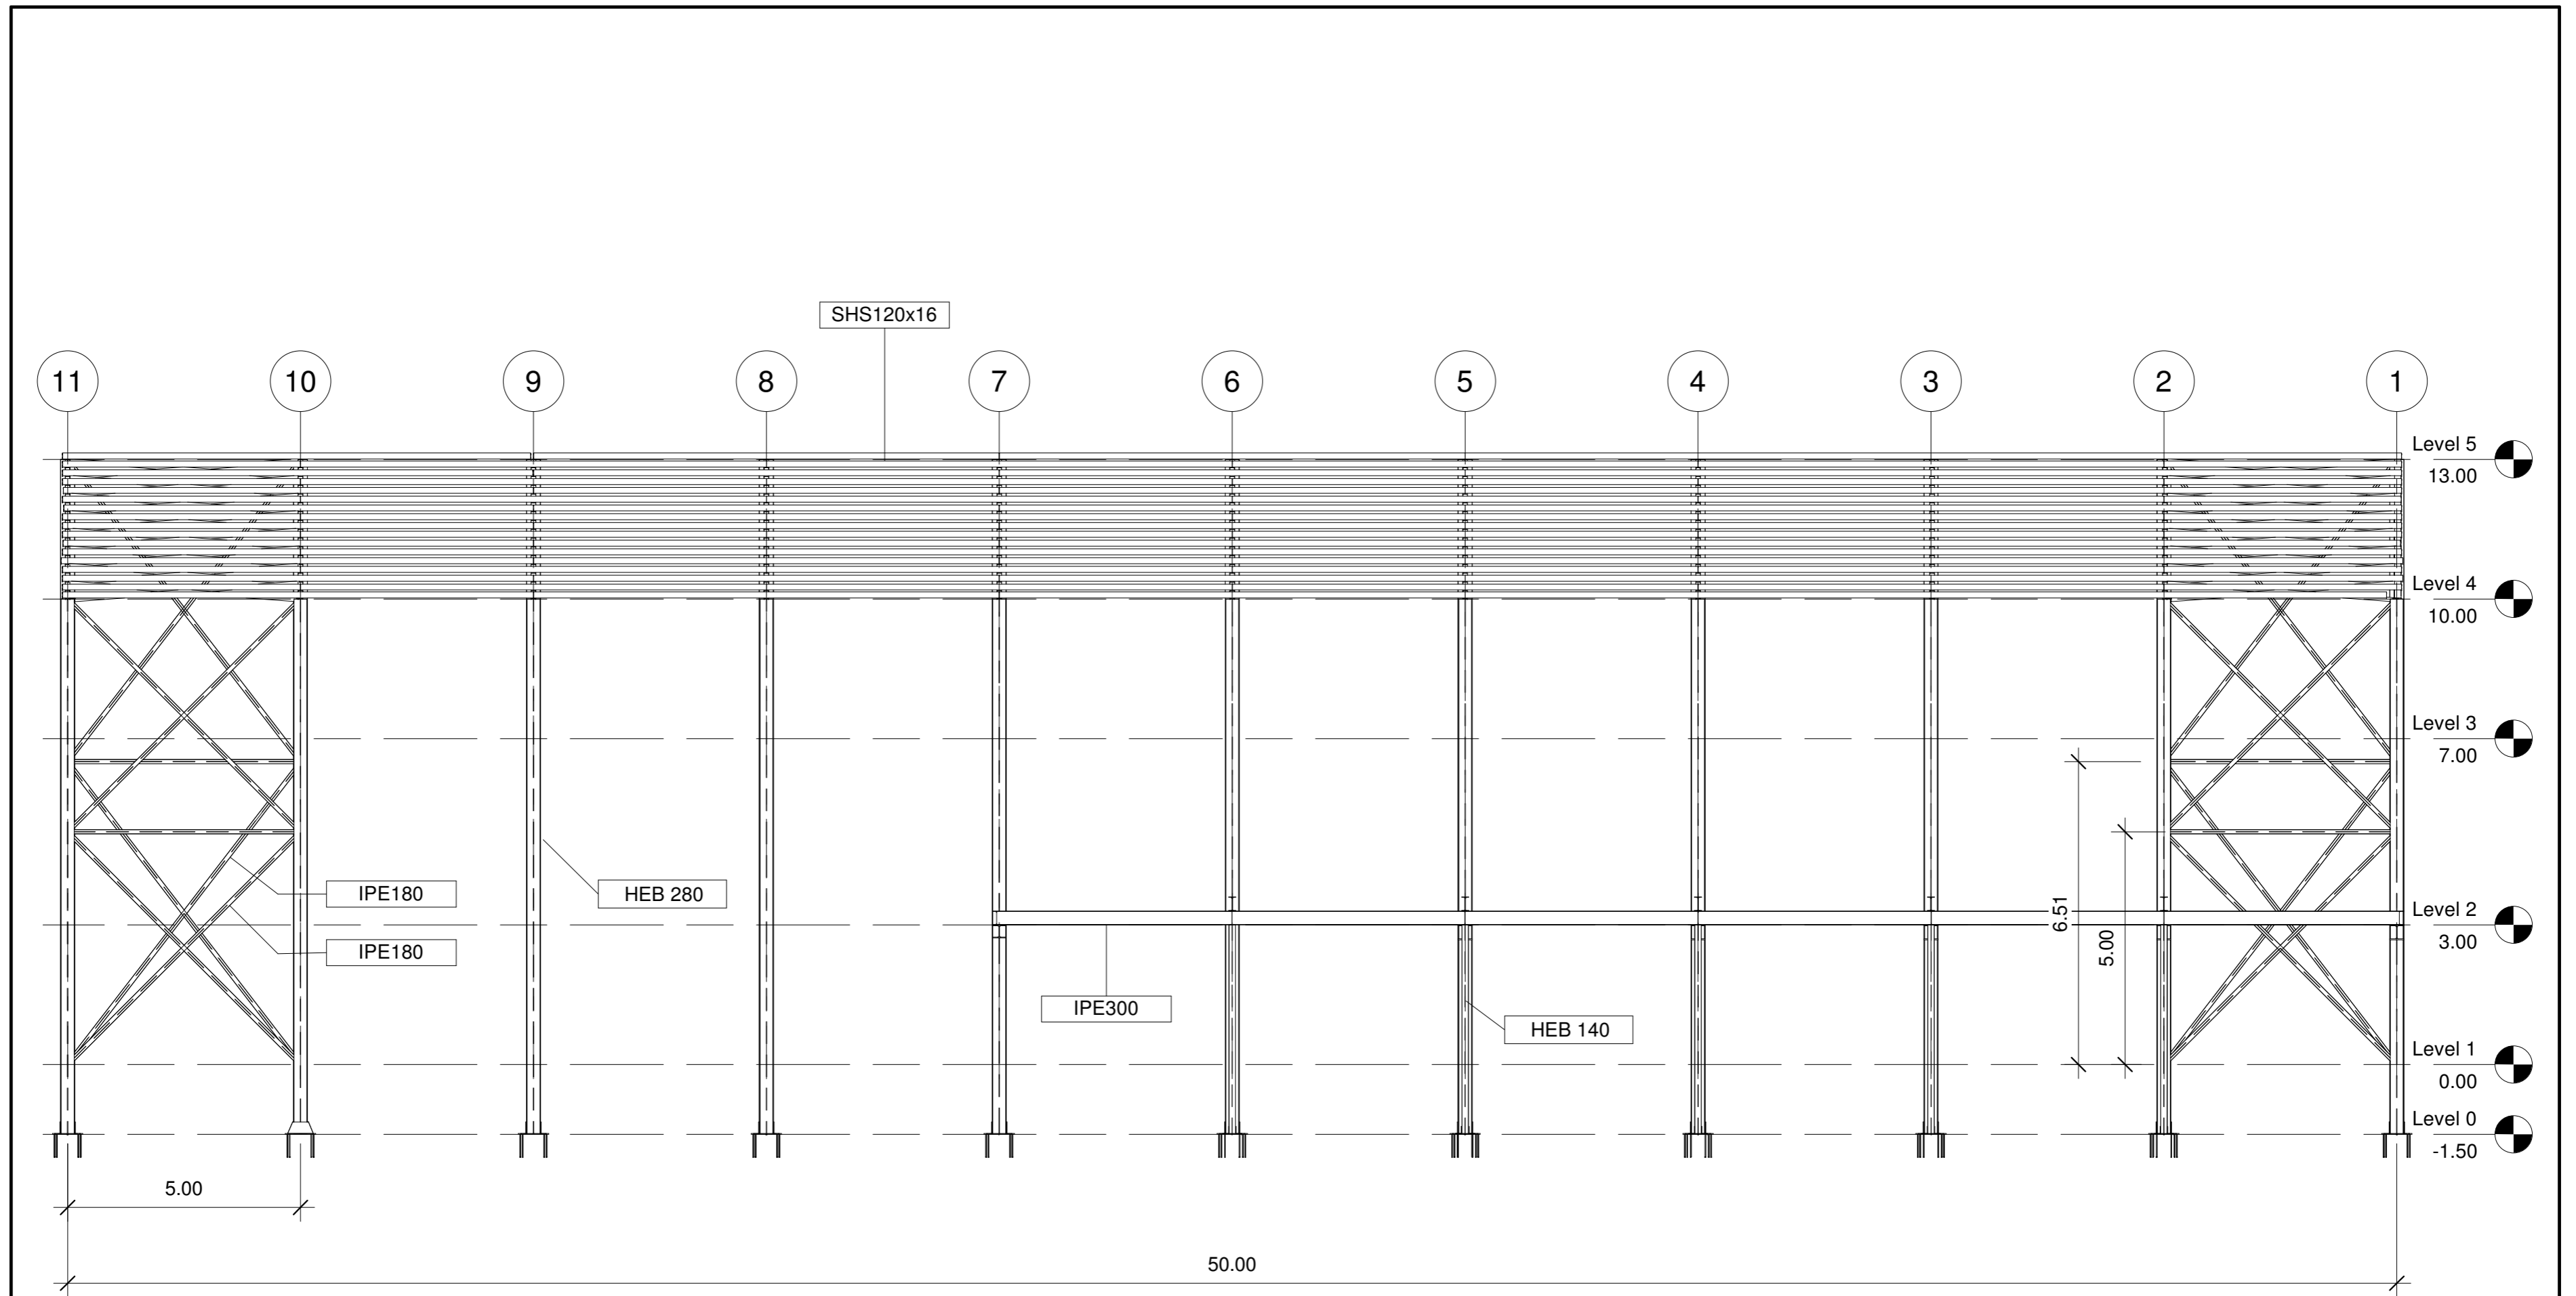 SHS120x16
11
10
9
8
7
6
5
4
3
2
1
Level 5
13.00
Level 4
10.00
Level 3
7.00
IPE180
HEB 280
IPE180
6.51
5.00
Level 2
3.00
IPE300
HEB 140
Level 1
0.00
Level 0
-1.50
5.00
50.00